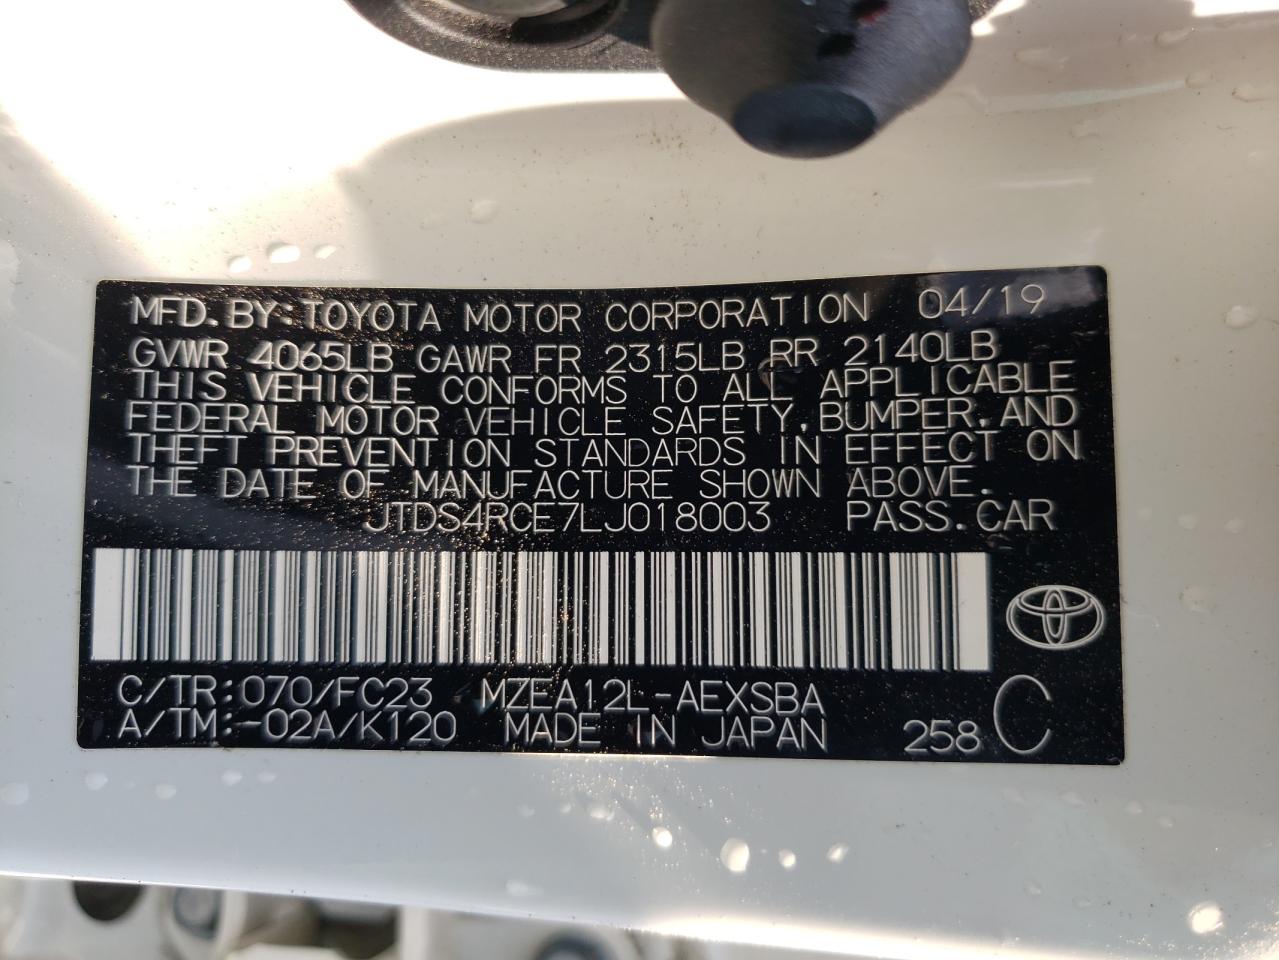 MFD. BY: TOYOTA MOTOR CORPORATION 04/19
GVWR 4065LB GAWR FR 2315LB RR 2140LB
THIS VEHICLE CONFORMS TO ALL APPLICABLE
FEDERAL MOTOR VEHICLE SAFETY, BUMPER, AND
THEFT PREVENTION STANDARDS IN EFFECT ON
THE DATE OF MANUFACTURE SHOWN ABOVE.
JTDS4RCE7LJ018003 PASS. CAR
C/TR: 070/FC23 MZEA12L-AEXSBA
A/TM: -02A/K120 MADE IN JAPAN 258 C